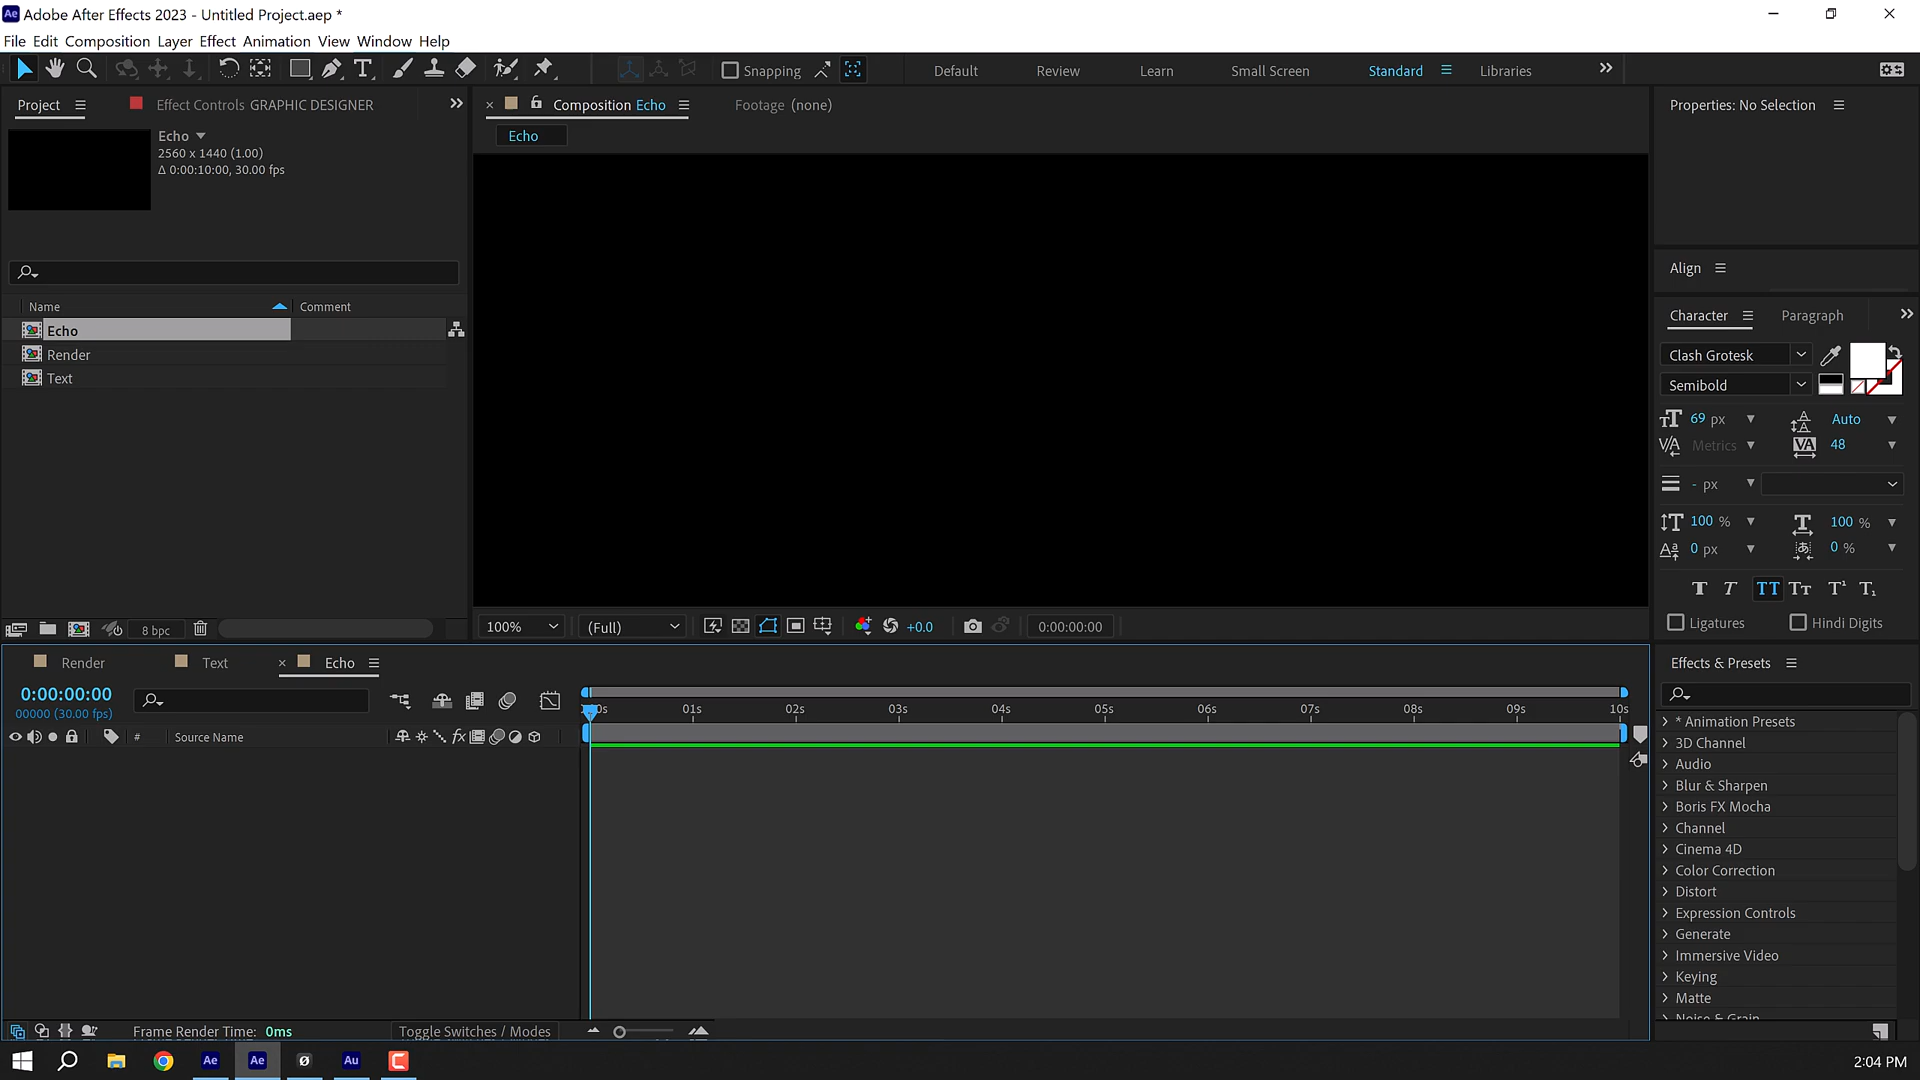 Ae Adobe After Effects 2023 - Untitled Project.aep *
File Edit Composition Layer Effect Animation View Window Help
Snapping Default Review Learn Small Screen Standard Libraries
Project Effect Controls GRAPHIC DESIGNER Composition Echo Footage (none) Properties: No Selection
Echo
2560 x 1440 (1.00)
Δ 0:00:10:00, 30.00 fps
Echo
Align
Name Comment
Echo
Render
Text
Character Paragraph
Clash Grotesk
Semibold
69 px Auto
Metrics 48
- px
100 % 100 %
0 px 0 %
Ligatures Hindi Digits
8 bpc 100% (Full) +0.0 0:00:00:00
Render Text Echo
0:00:00:00
00000 (30.00 fps)
01s 02s 03s 04s 05s 06s 07s 08s 09s 10s
# Source Name
Effects & Presets
* Animation Presets
3D Channel
Audio
Blur & Sharpen
Boris FX Mocha
Channel
Cinema 4D
Color Correction
Distort
Expression Controls
Generate
Immersive Video
Keying
Matte
Noise & Grain
Frame Render Time: 0ms Toggle Switches / Modes
Ae Ae Au 2:04 PM